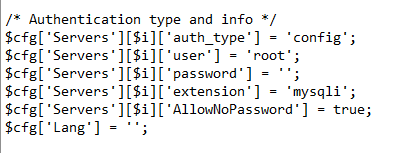 /* Authentication type and info */
$cfg['Servers'][$i]['auth_type'] = 'config';
$cfg['Servers'][$i]['user'] = 'root';
$cfg['Servers'][$i]['password'] = '';
$cfg['Servers'][$i]['extension'] = 'mysqli';
$cfg['Servers'][$i]['AllowNoPassword'] = true;
$cfg['Lang'] = '';